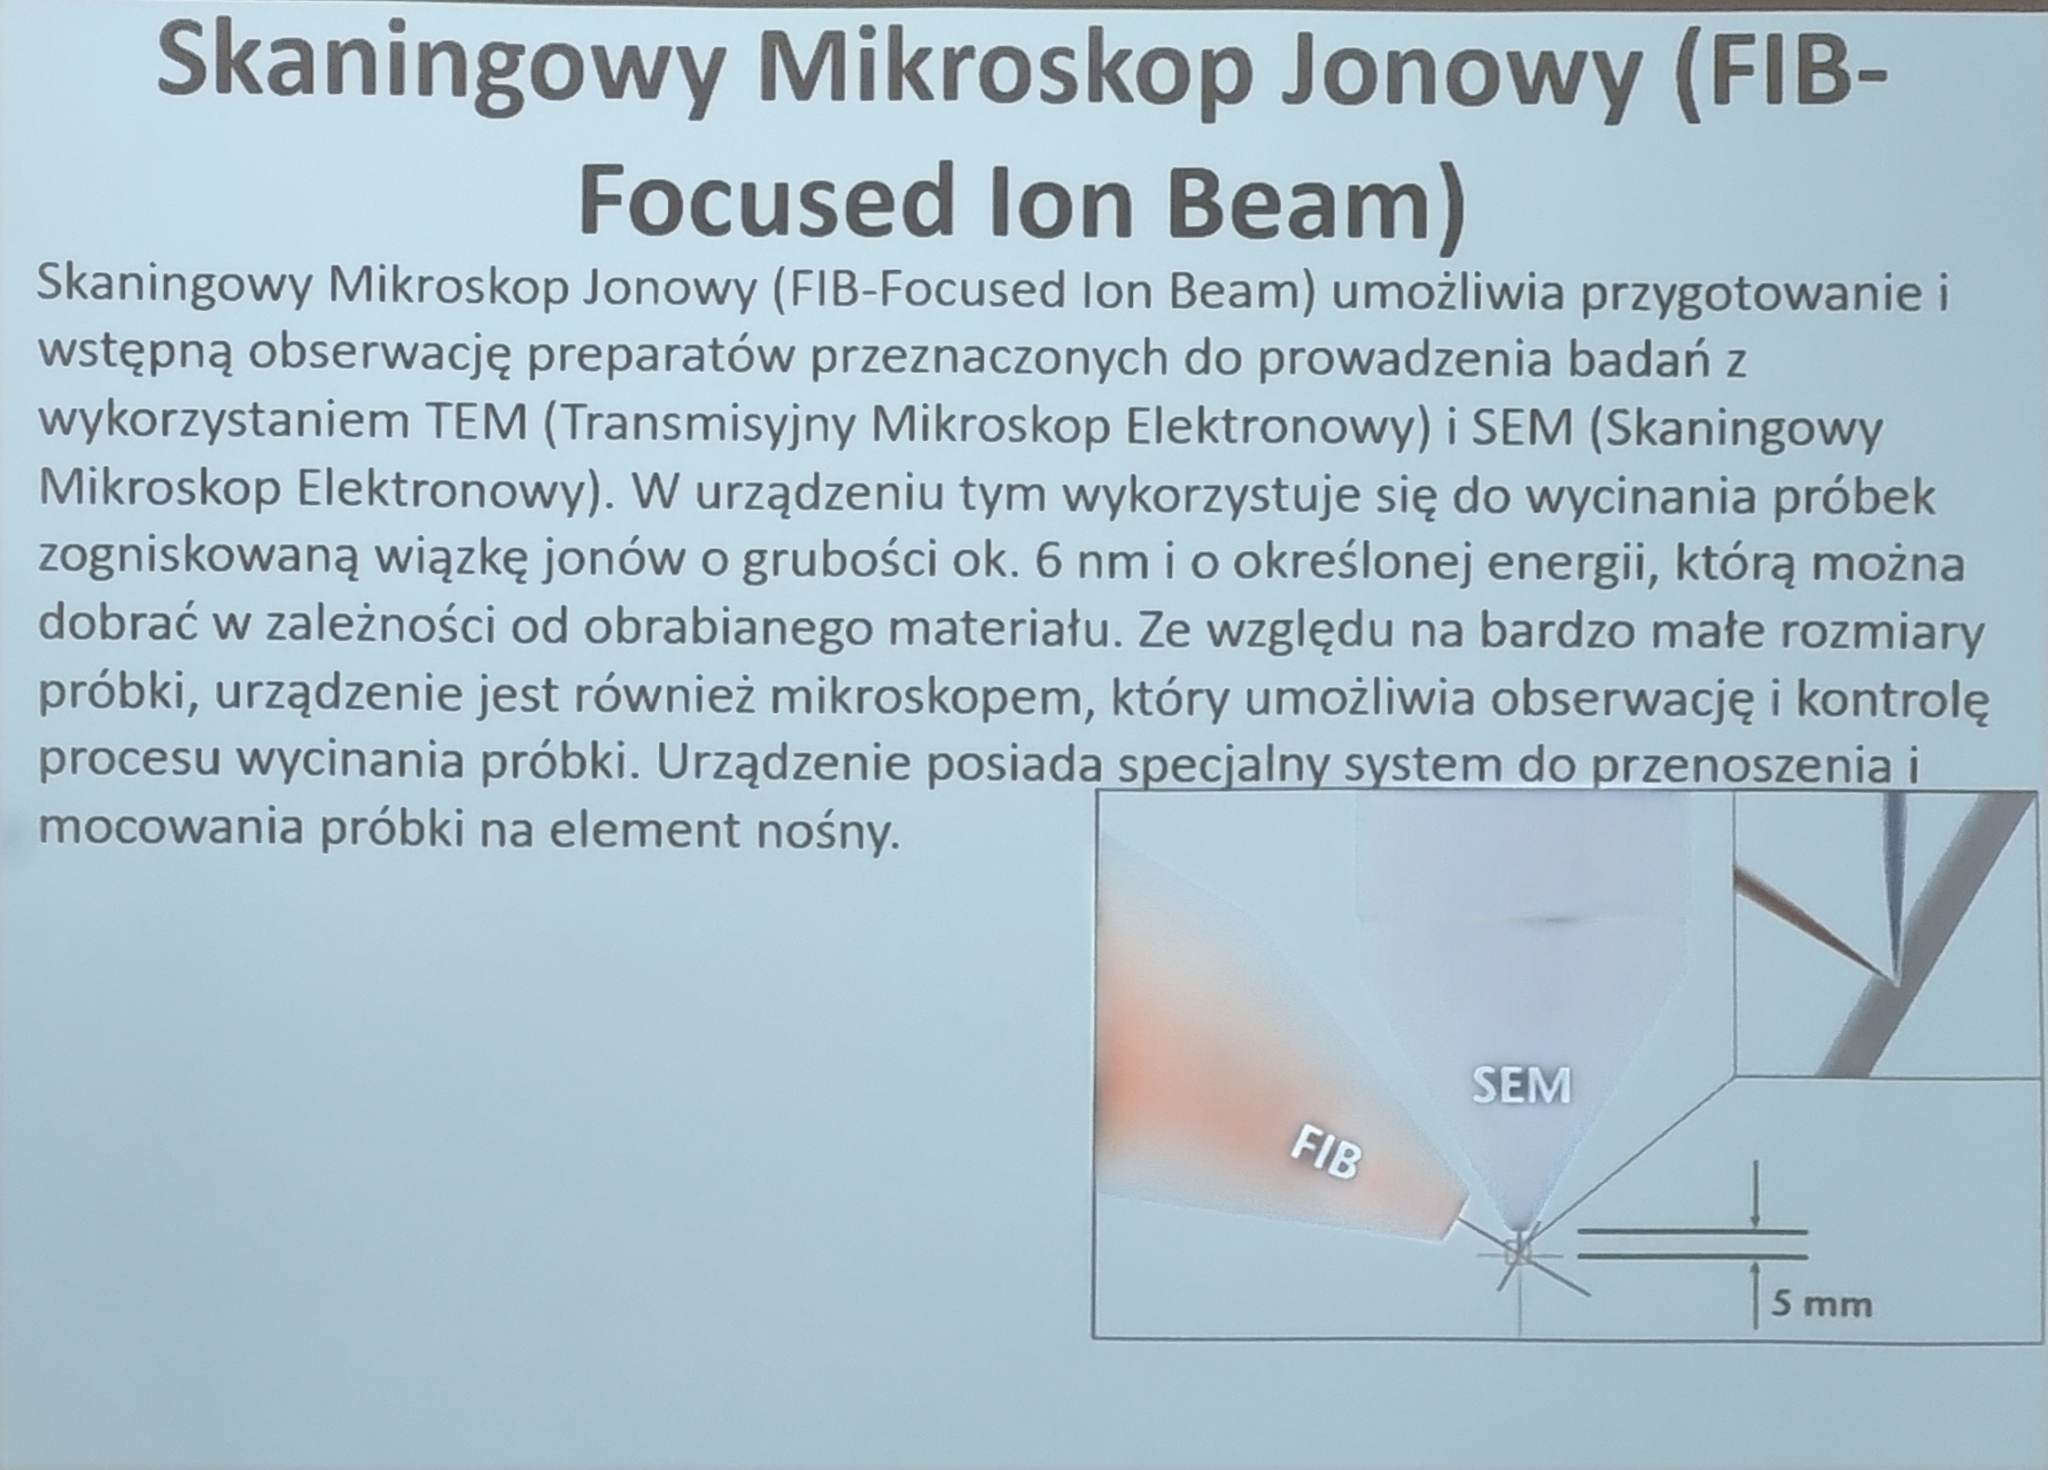 Skaningowy Mikroskop Jonowy (FIB-
Focused Ion Beam)
Skaningowy Mikroskop Jonowy (FIB-Focused Ion Beam) umożliwia przygotowanie i
wstępną obserwację preparatów przeznaczonych do prowadzenia badań z
wykorzystaniem TEM (Transmisyjny Mikroskop Elektronowy) i SEM (Skaningowy
Mikroskop Elektronowy). W urządzeniu tym wykorzystuje się do wycinania próbek
zogniskowaną wiązkę jonów o grubości ok. 6 nm i o określonej energii, którą można
dobrać w zależności od obrabianego materiału. Ze względu na bardzo małe rozmiary
próbki, urządzenie jest również mikroskopem, który umożliwia obserwację i kontrolę
procesu wycinania próbki. Urządzenie posiada specjalny system do przenoszenia i
mocowania próbki na element nośny.
SEM
FIB
5 mm